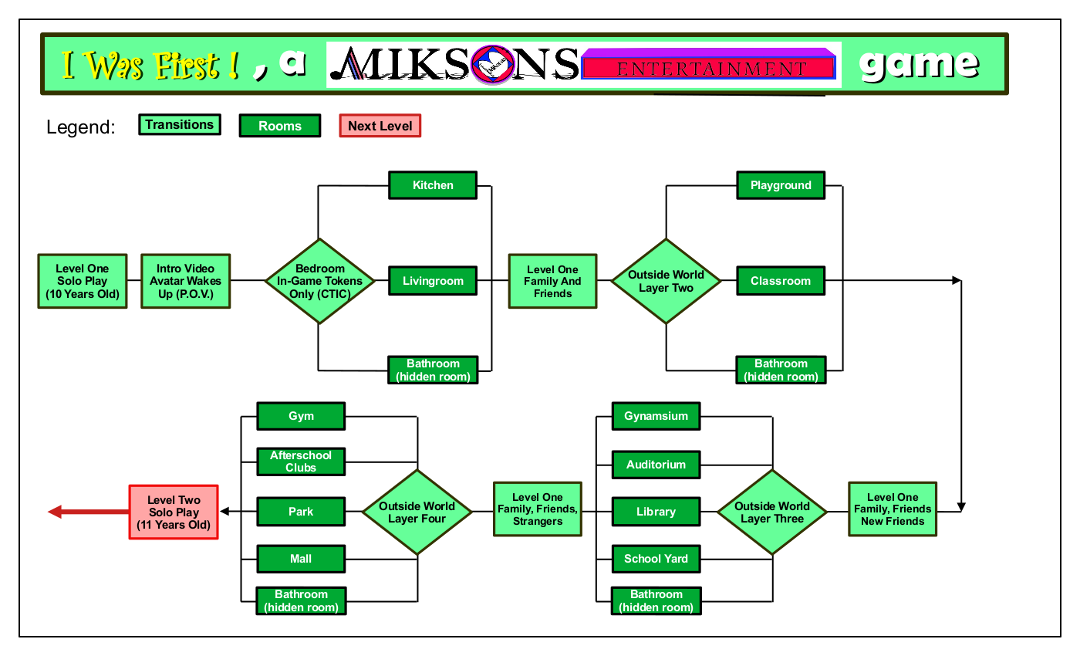 I Was First ! , a MIKSONS ENTERTAINMENT game
Legend: Transitions Rooms Next Level
Kitchen
Playground
Level One
Solo Play
(10 Years Old)
Intro Video
Avatar Wakes
Up (P.O.V.)
Bedroom
In-Game Tokens
Only (CTIC)
Livingroom
Level One
Family And
Friends
Outside World
Layer Two
Classroom
Bathroom
(hidden room)
Bathroom
(hidden room)
Gym
Afterschool
Clubs
Park
Mall
Bathroom
(hidden room)
Gynamsium
Auditorium
Library
School Yard
Bathroom
(hidden room)
Level Two
Solo Play
(11 Years Old)
Outside World
Layer Four
Level One
Family, Friends,
Strangers
Outside World
Layer Three
Level One
Family, Friends
New Friends